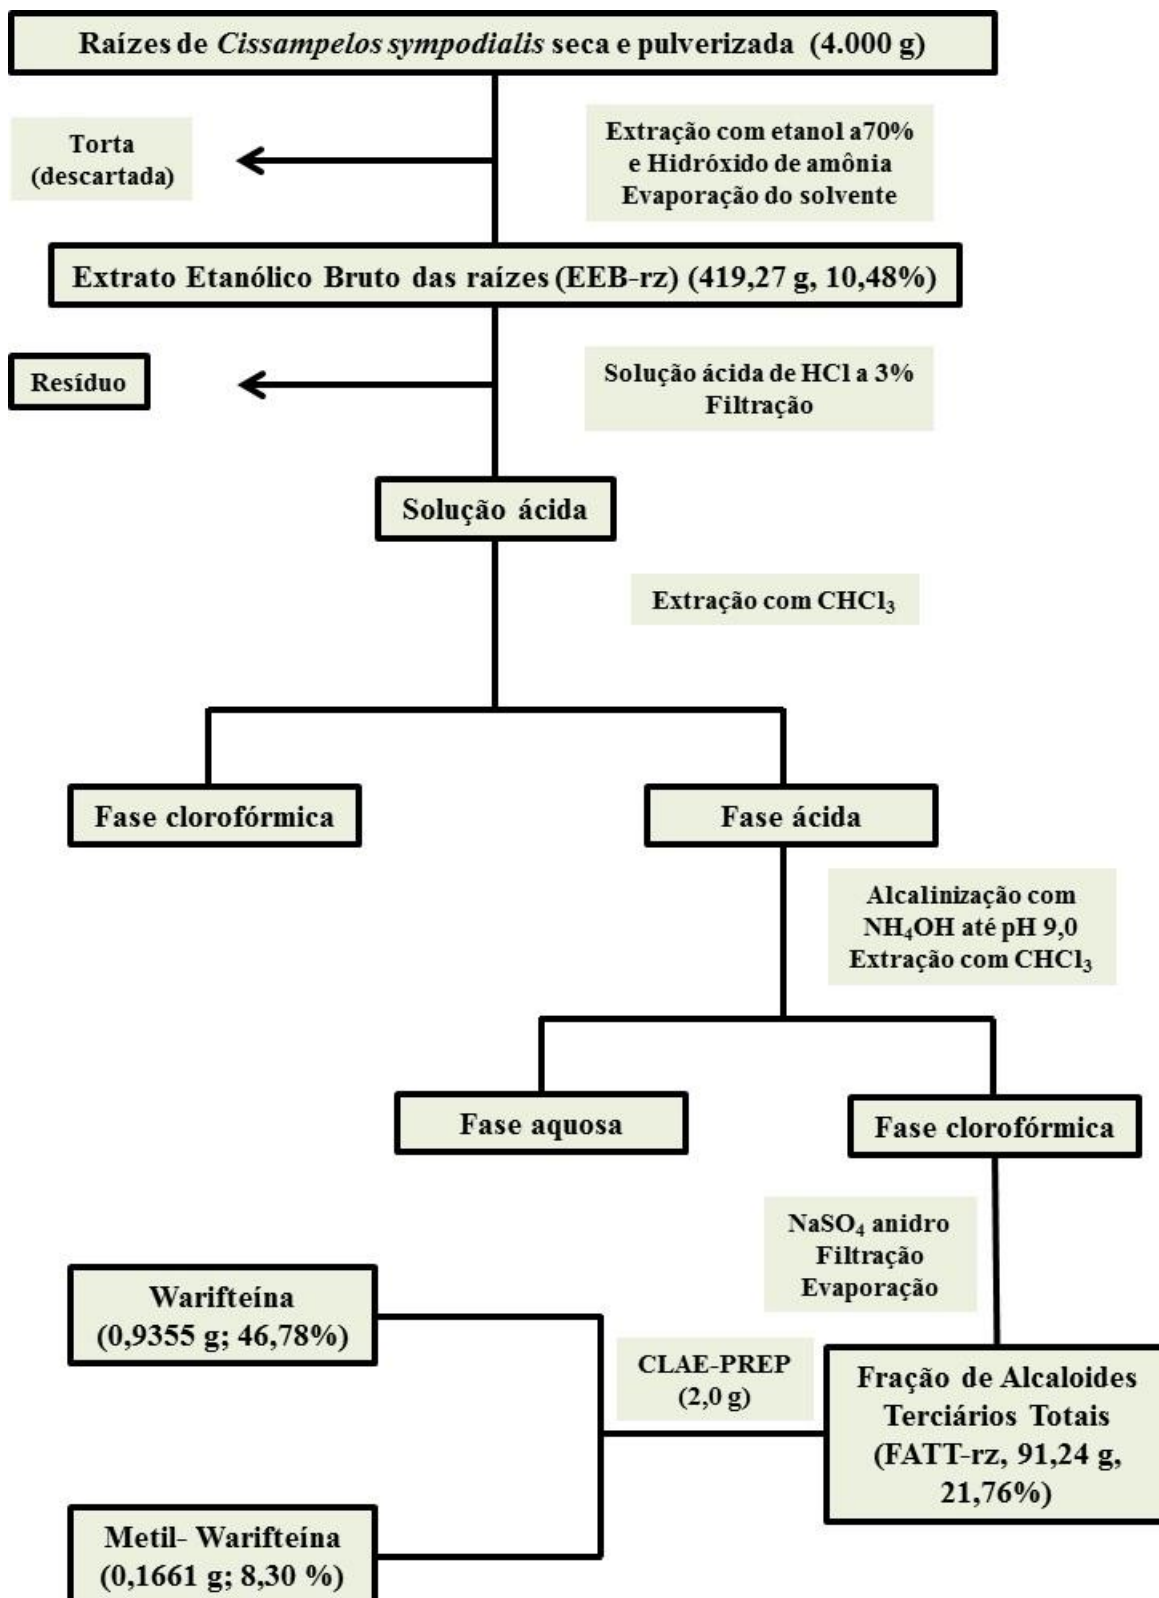 Raízes de Cissampelos sympodialis seca e pulverizada (4.000 g)
Torta
(descartada)
Extração com etanol a70%
e Hidróxido de amônia
Evaporação do solvente
Extrato Etanólico Bruto das raízes (EEB-rz) (419,27 g, 10,48%)
Resíduo
Solução ácida de HCl a 3%
Filtração
Solução ácida
Extração com CHCl₃
Fase clorofórmica
Fase ácida
Alcalinização com
NH₄OH até pH 9,0
Extração com CHCl₃
Fase aquosa
Fase clorofórmica
NaSO₄ anidro
Filtração
Evaporação
Warifteína
(0,9355 g; 46,78%)
CLAE-PREP
(2,0 g)
Fração de Alcaloides
Terciários Totais
(FATT-rz, 91,24 g,
21,76%)
Metil- Warifteína
(0,1661 g; 8,30 %)